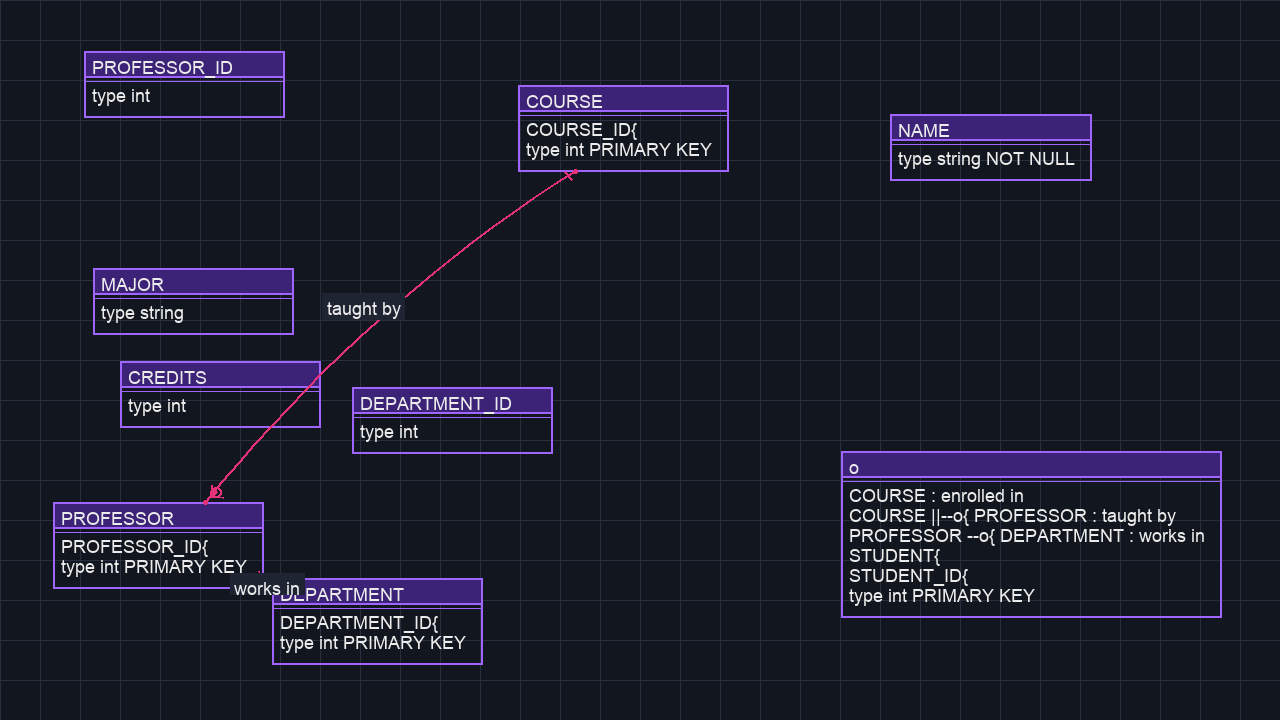 PROFESSOR_ID
type int
COURSE
COURSE_ID{
type int PRIMARY KEY
NAME
type string NOT NULL
MAJOR
type string
taught by
CREDITS
type int
DEPARTMENT_ID
type int
o
COURSE : enrolled in
COURSE ||--o{ PROFESSOR : taught by
PROFESSOR --o{ DEPARTMENT : works in
STUDENT{
STUDENT_ID{
type int PRIMARY KEY
PROFESSOR
PROFESSOR_ID{
type int PRIMARY KEY
works in
DEPARTMENT
DEPARTMENT_ID{
type int PRIMARY KEY